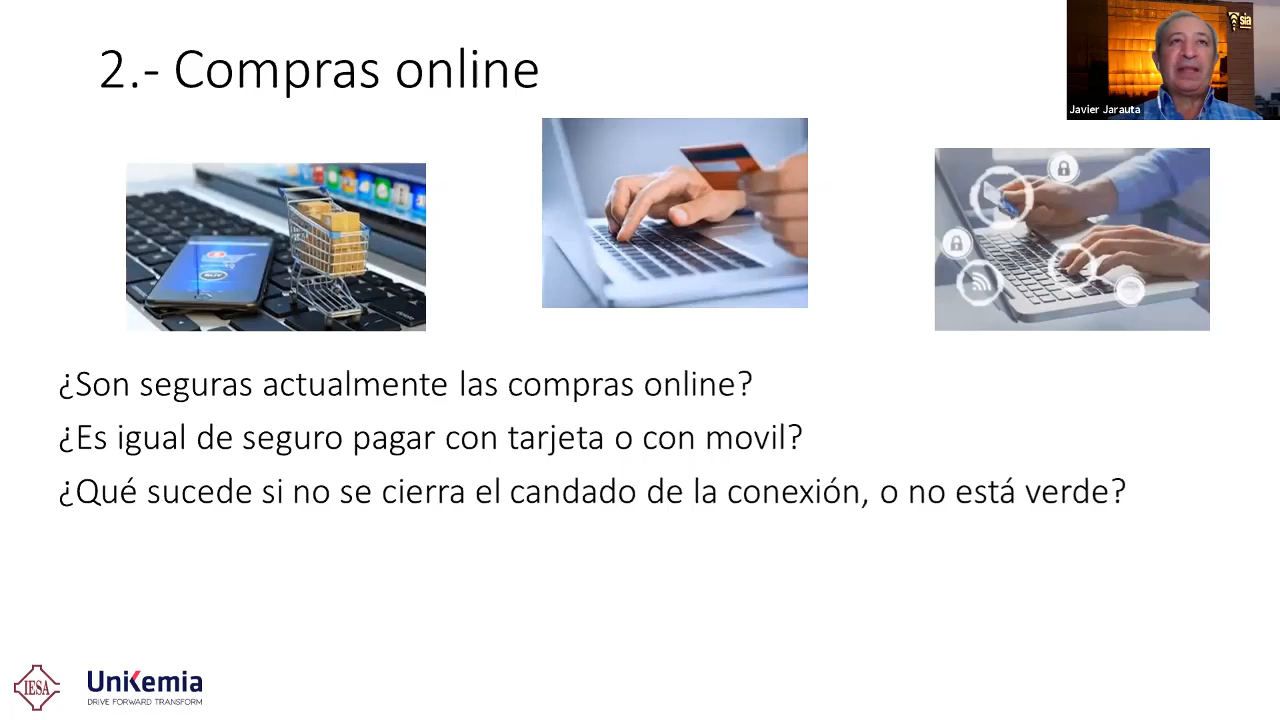 2.- Compras online
sia
Javier Jarauta
¿Son seguras actualmente las compras online?
¿Es igual de seguro pagar con tarjeta o con movil?
¿Qué sucede si no se cierra el candado de la conexión, o no está verde?
IESA
UniKemia
DRIVE FORWARD TRANSFORM